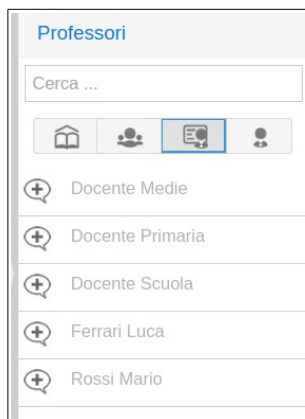 Professori
Cerca ...
Docente Medie
Docente Primaria
Docente Scuola
Ferrari Luca
Rossi Mario